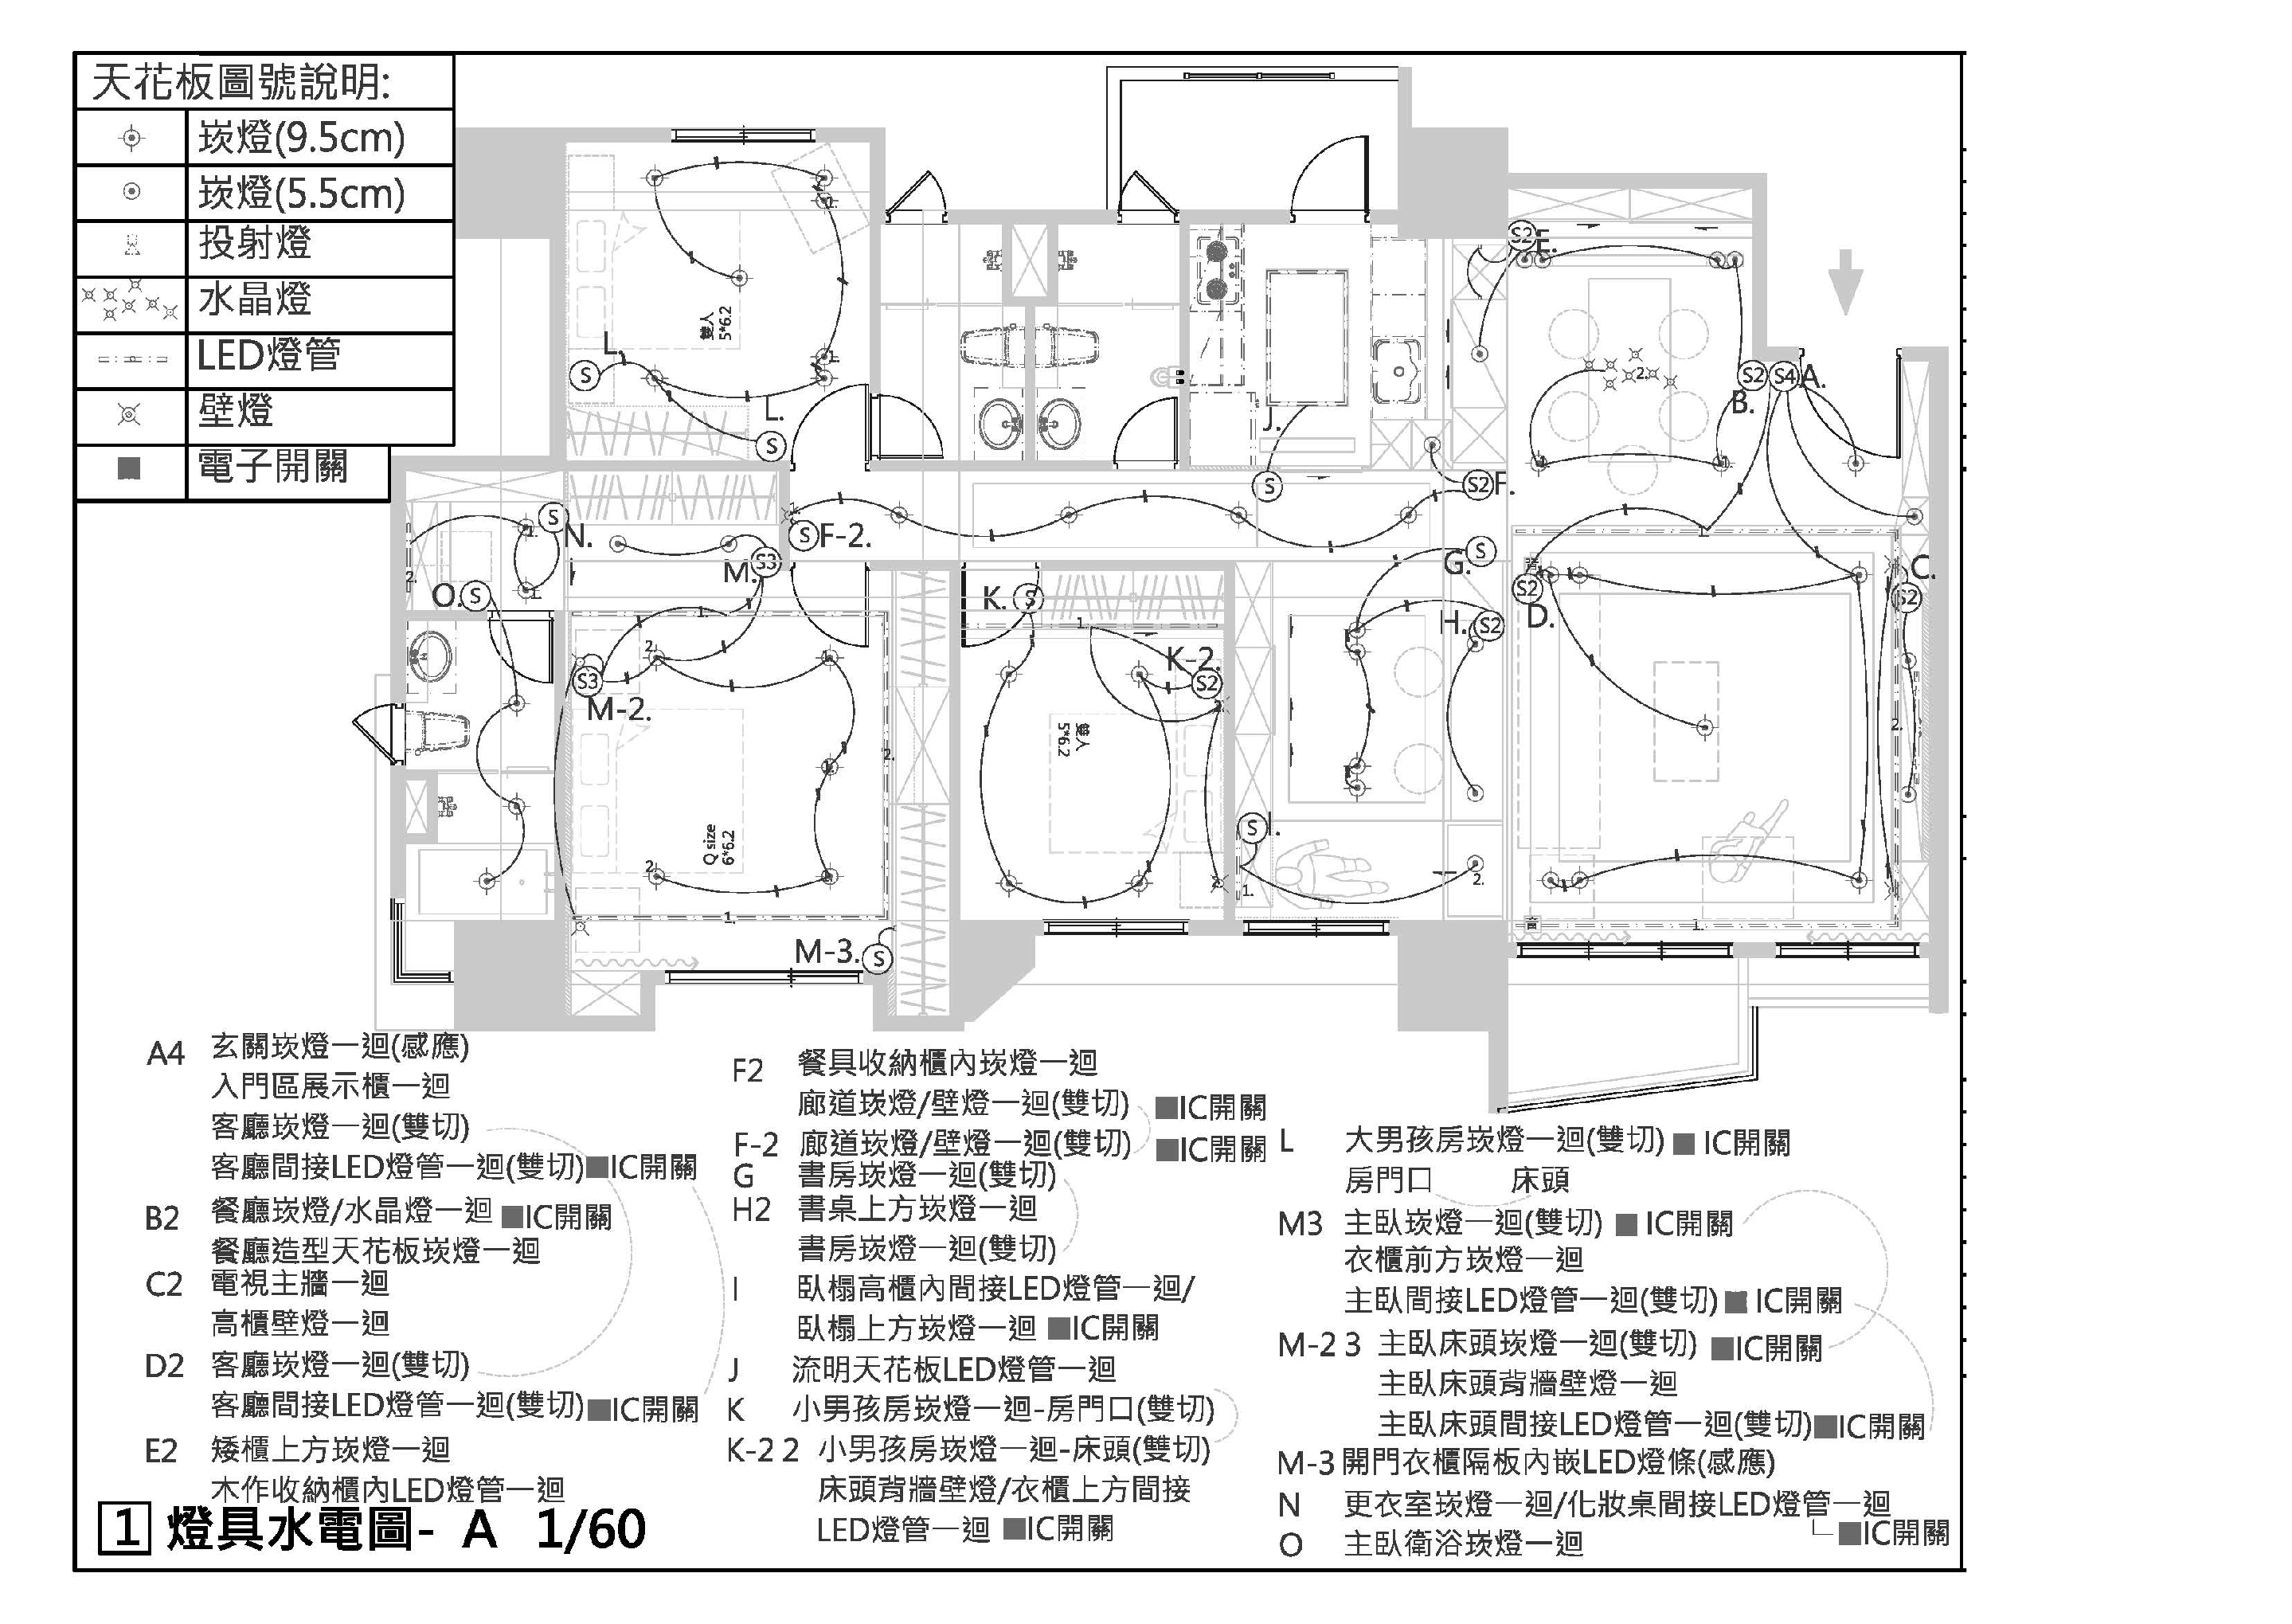 天花板圖號說明:
崁燈(9.5cm)
崁燈(5.5cm)
投射燈
水晶燈
LED燈管
壁燈
電子開關
S2
E.
雙人
5*6.2
L.
S
L.
S
2.
S2
S4
A.
B.
J.
S
S2
F.
S
N.
S
F-2.
M.
S3
G.
S
C.
S2
O.
S
K.
S
H.
S2
S2
D.
K-2.
S2
S3
M-2.
雙人
5*6.2
Q size
6*6.2
S
I.
M-3.
S
A4 玄關崁燈一迴(感應)
入門區展示櫃一迴
客廳崁燈一迴(雙切)
客廳間接LED燈管一迴(雙切)■IC開關
B2 餐廳崁燈/水晶燈一迴 ■IC開關
餐廳造型天花板崁燈一迴
C2 電視主牆一迴
高櫃壁燈一迴
D2 客廳崁燈一迴(雙切)
客廳間接LED燈管一迴(雙切)■IC開關
E2 矮櫃上方崁燈一迴
木作收納櫃內LED燈管一迴
F2 餐具收納櫃內崁燈一迴
廊道崁燈/壁燈一迴(雙切) ■IC開關
F-2 廊道崁燈/壁燈一迴(雙切) ■IC開關
G 書房崁燈一迴(雙切)
H2 書桌上方崁燈一迴
書房崁燈一迴(雙切)
I 臥榻高櫃內間接LED燈管一迴/
臥榻上方崁燈一迴 ■IC開關
J 流明天花板LED燈管一迴
K 小男孩房崁燈一迴-房門口(雙切)
K-2 2 小男孩房崁燈一迴-床頭(雙切)
床頭背牆壁燈/衣櫃上方間接
LED燈管一迴 ■IC開關
L 大男孩房崁燈一迴(雙切) ■ IC開關
房門口 床頭
M3 主臥崁燈一迴(雙切) ■ IC開關
衣櫃前方崁燈一迴
主臥間接LED燈管一迴(雙切) ■ IC開關
M-2 3 主臥床頭崁燈一迴(雙切) ■IC開關
主臥床頭背牆壁燈一迴
主臥床頭間接LED燈管一迴(雙切)■IC開關
M-3 開門衣櫃隔板內嵌LED燈條(感應)
N 更衣室崁燈一迴/化妝桌間接LED燈管一迴
■IC開關
O 主臥衛浴崁燈一迴
1 燈具水電圖- A 1/60